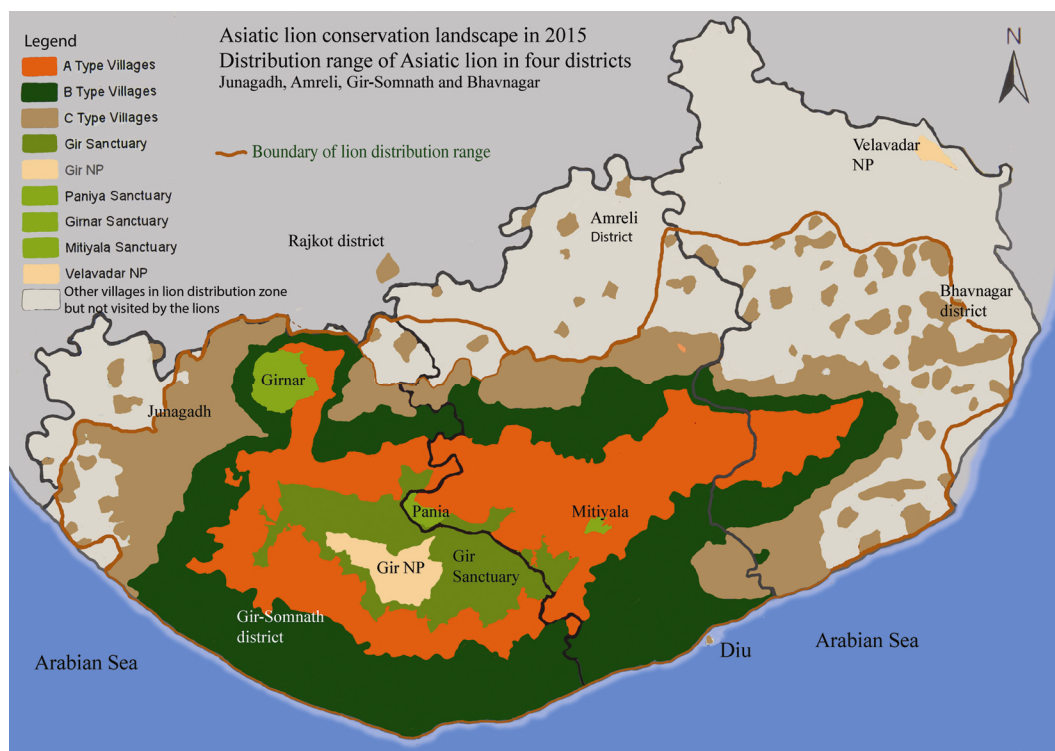 Asiatic lion conservation landscape in 2015
Distribution range of Asiatic lion in four districts
Junagadh, Amreli, Gir-Somnath and Bhavnagar
N
Legend
A Type Villages
B Type Villages
C Type Villages
Gir Sanctuary
Gir NP
Paniya Sanctuary
Girnar Sanctuary
Mitiyala Sanctuary
Velavadar NP
Other villages in lion distribution zone
but not visited by the lions
Boundary of lion distribution range
Velavadar
NP
Amreli
District
Rajkot district
Bhavnagar
district
Girnar
Junagadh
Pania
Mitiyala
Gir NP
Gir
Sanctuary
Gir-Somnath
district
Diu
Arabian Sea
Arabian Sea